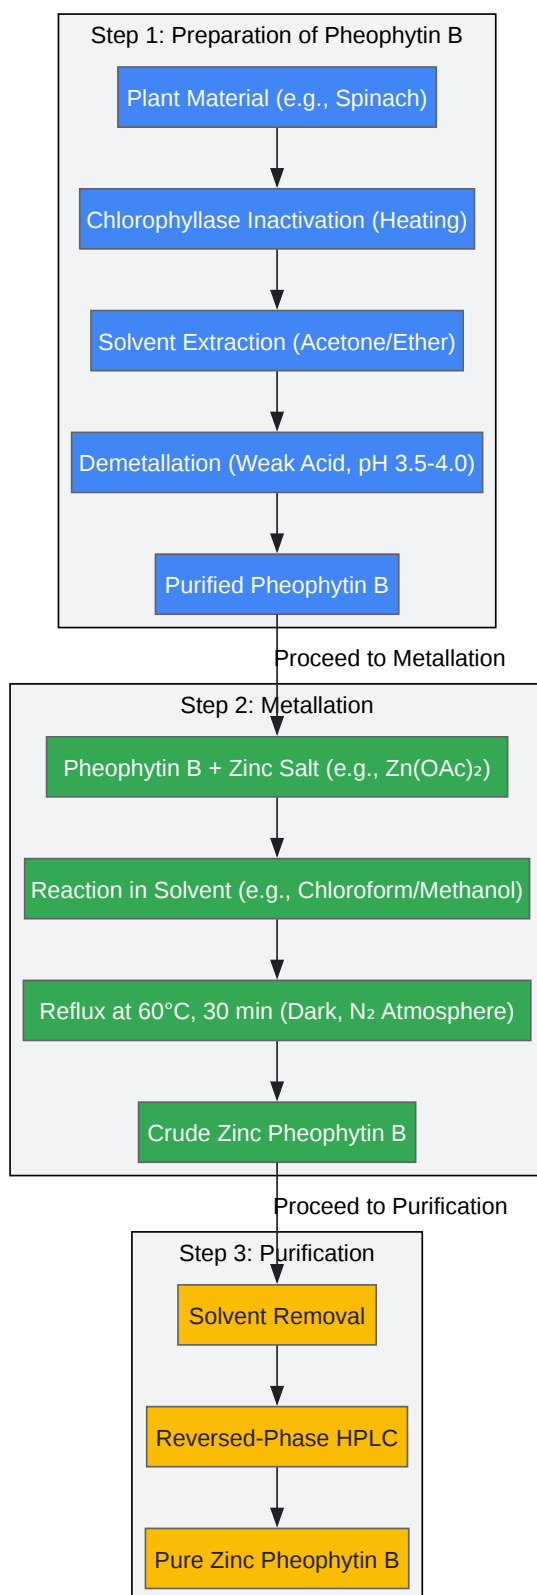 Step 1: Preparation of Pheophytin B
Plant Material (e.g., Spinach)
Chlorophyllase Inactivation (Heating)
Solvent Extraction (Acetone/Ether)
Demetallation (Weak Acid, pH 3.5-4.0)
Purified Pheophytin B
Proceed to Metallation
Step 2: Metallation
Pheophytin B + Zinc Salt (e.g., Zn(OAc)₂)
Reaction in Solvent (e.g., Chloroform/Methanol)
Reflux at 60°C, 30 min (Dark, N₂ Atmosphere)
Crude Zinc Pheophytin B
Proceed to Purification
Step 3: Purification
Solvent Removal
Reversed-Phase HPLC
Pure Zinc Pheophytin B